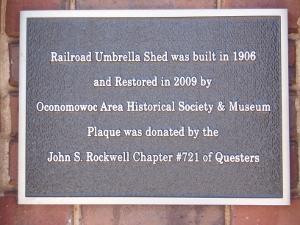 Railroad Umbrella Shed was built in 1906
and Restored in 2009 by
Oconomowoc Area Historical Society & Museum
Plaque was donated by the
John S. Rockwell Chapter #721 of Questers